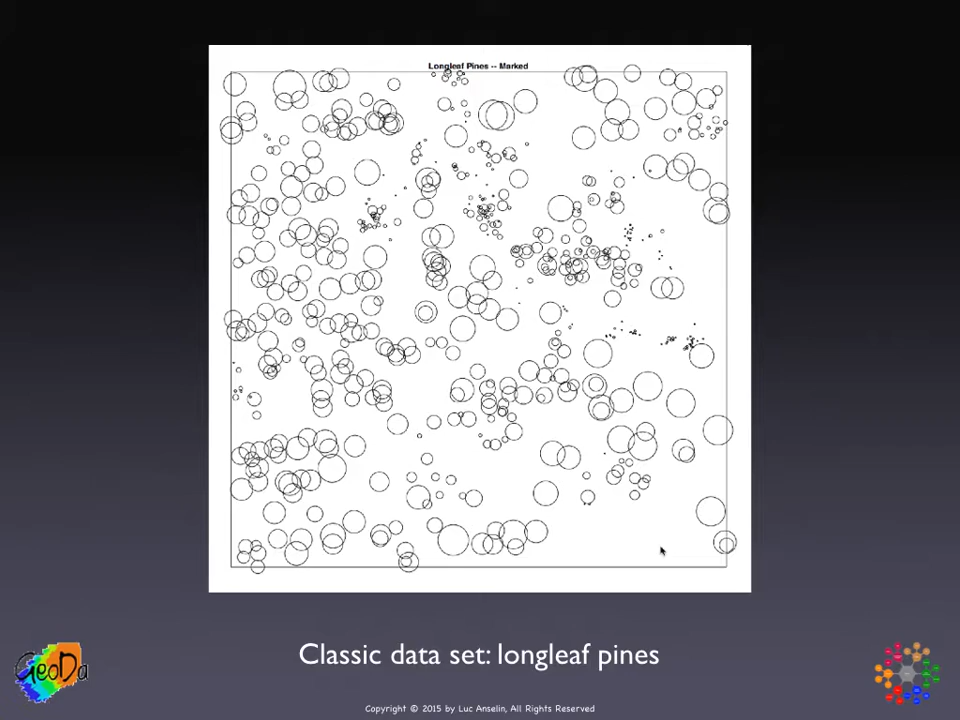 Longleaf Pines -- Marked
Classic data set: longleaf pines
GeoDa
Copyright © 2015 by Luc Anselin, All Rights Reserved